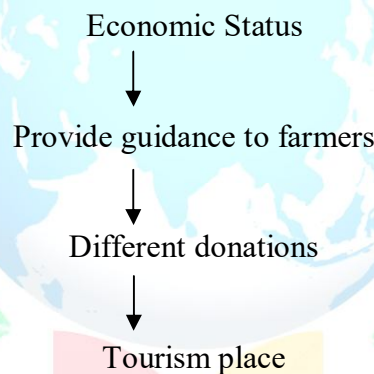 Economic Status
Provide guidance to farmers
Different donations
Tourism place